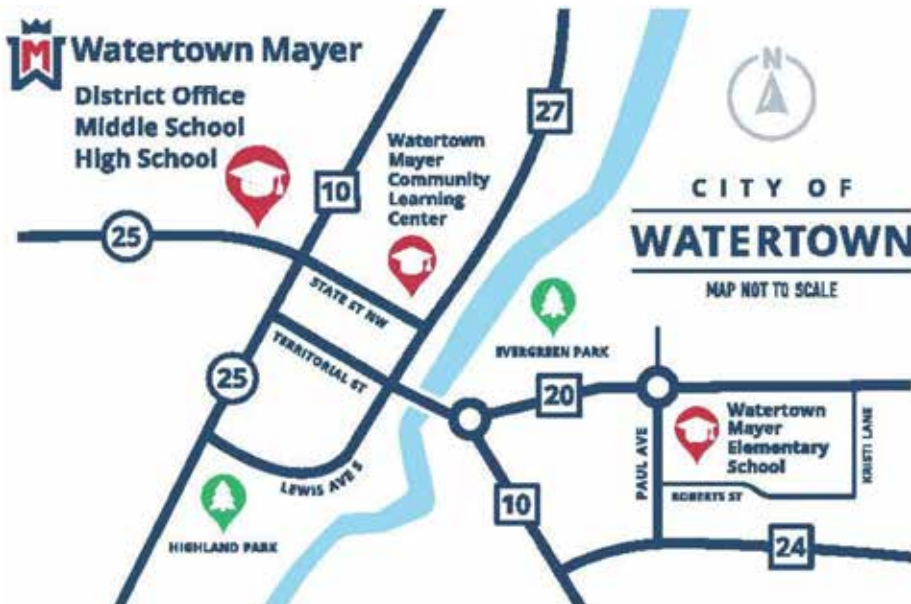 M
Watertown Mayer
District Office
Middle School
High School
25
10
27
Watertown
Mayer
Community
Learning
Center
N
CITY OF
WATERTOWN
MAP NOT TO SCALE
STATE ST NW
TERRITORIAL ST
25
EVERGREEN PARK
20
LEWIS AVE S
HIGHLAND PARK
10
PAUL AVE
Watertown
Mayer
Elementary
School
KRISTI LANE
ROBERTS ST
24